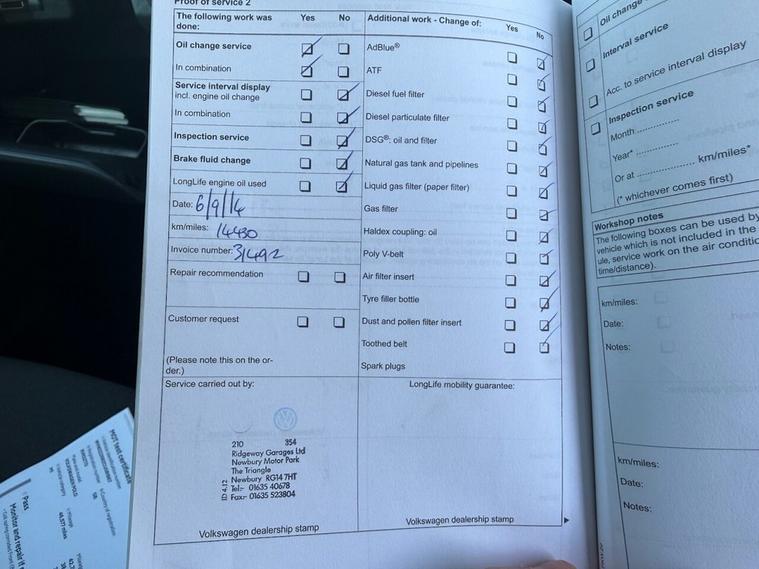 Proof of service 2
The following work was done: Yes No
Oil change service
In combination
Service interval display
incl. engine oil change
In combination
Inspection service
Brake fluid change
LongLife engine oil used
Date: 6/9/14
km/miles: 14430
Invoice number: 31492
Repair recommendation
Customer request
(Please note this on the or-
der.)
Service carried out by:
210 354
Ridgeway Garages Ltd
Newbury Motor Park
The Triangle
Newbury RG14 7HT
Tel:- 01635 40678
Fax:- 01635 523804
Volkswagen dealership stamp
Additional work - Change of: Yes No
AdBlue®
ATF
Diesel fuel filter
Diesel particulate filter
DSG®: oil and filter
Natural gas tank and pipelines
Liquid gas filter (paper filter)
Gas filter
Haldex coupling: oil
Poly V-belt
Air filter insert
Tyre filler bottle
Dust and pollen filter insert
Toothed belt
Spark plugs
LongLife mobility guarantee:
Volkswagen dealership stamp
Oil change
Interval service
Acc. to service interval display
Inspection service
Month ..............
Year* ..............
Or at .................. km/miles*
(* whichever comes first)
Workshop notes
The following boxes can be used by
vehicle which is not included in the
ule, service work on the air conditio
time/distance).
km/miles:
Date:
Notes:
km/miles:
Date:
Notes:
MOT test certificate
Pass